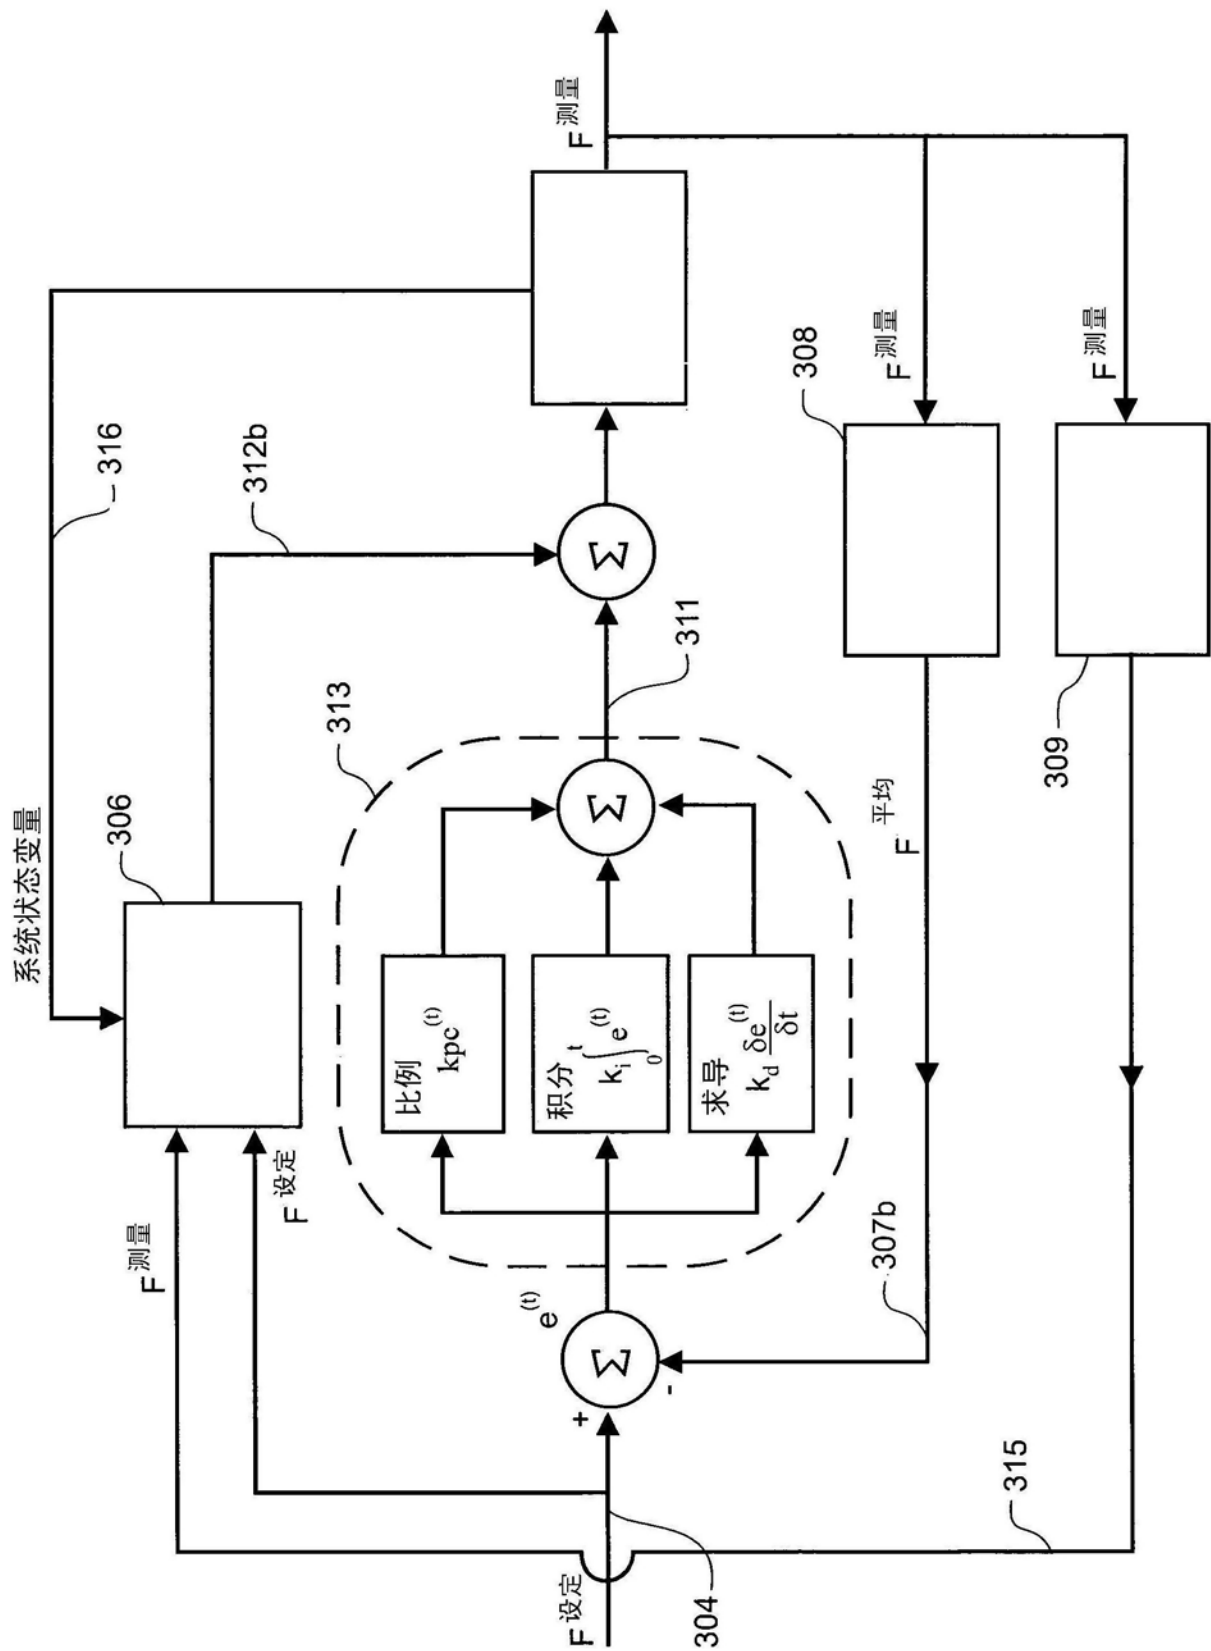 系统状态变量
316
306
F测量
312b
F设定
313
比例
kpc(t)
e(t)
积分
ki ∫0t e(t)
F设定
+
F测量
Σ
Σ
Σ
-
求导
kd δe(t)/δt
304
311
308
307b
F平均
F测量
315
309
F测量